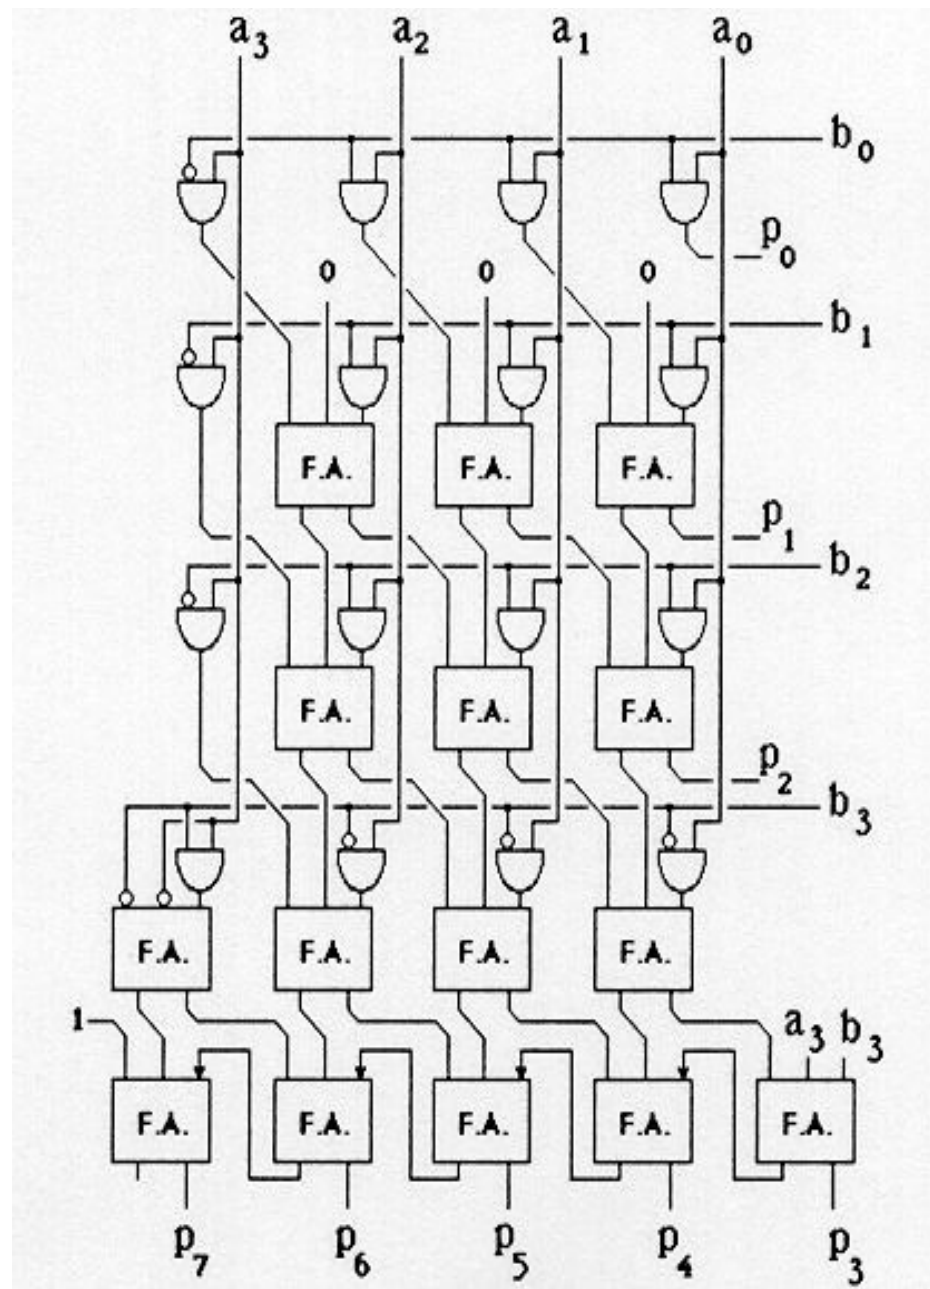 a3 a2 a1 a0
b0
p0
0 0 0
b1
F.A. F.A. F.A.
p1
b2
F.A. F.A. F.A.
p2
b3
F.A. F.A. F.A. F.A.
1 a3 b3
F.A. F.A. F.A. F.A. F.A.
p7 p6 p5 p4 p3